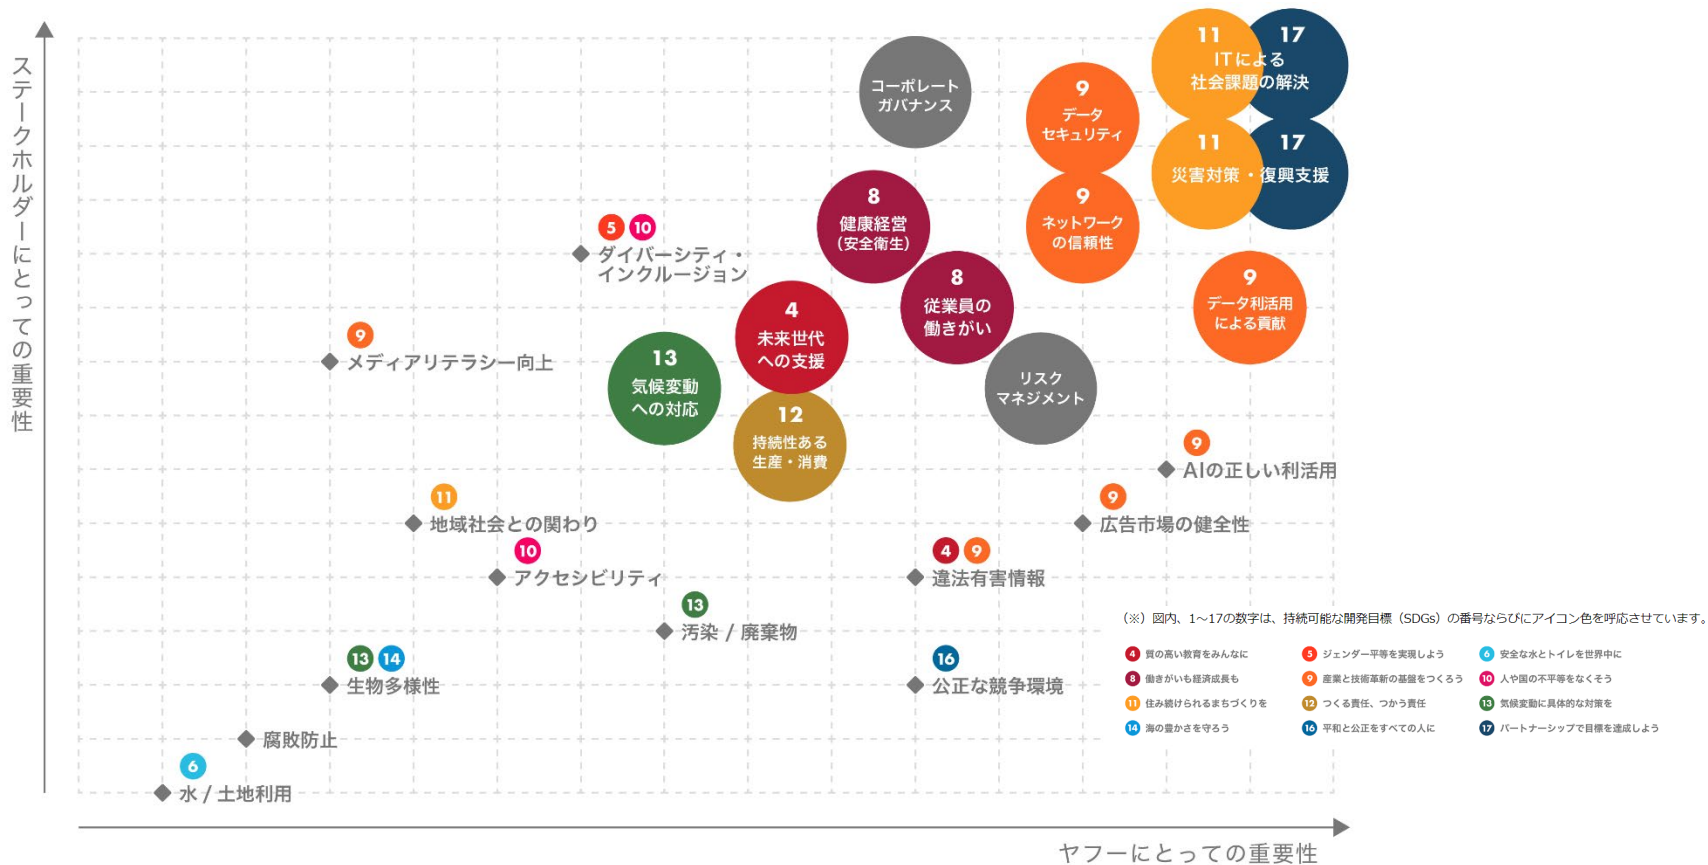 ステークホルダーにとっての重要性
11
17
ITによる
社会課題の解決
コーポレート
ガバナンス
9
データ
セキュリティ
11
17
災害対策・復興支援
8
健康経営
（安全衛生）
9
ネットワーク
の信頼性
5 10
ダイバーシティ・
インクルージョン
8
従業員の
働きがい
9
データ利活用
による貢献
4
未来世代
への支援
9
メディアリテラシー向上
13
気候変動
への対応
リスク
マネジメント
12
持続性ある
生産・消費
9
AIの正しい利活用
11
地域社会との関わり
9
広告市場の健全性
10
アクセシビリティ
4 9
違法有害情報
13
汚染 / 廃棄物
13 14
生物多様性
16
公正な競争環境
腐敗防止
6
水 / 土地利用
（※）図内、1～17の数字は、持続可能な開発目標（SDGs）の番号ならびにアイコン色を呼応させています。
4 質の高い教育をみんなに
5 ジェンダー平等を実現しよう
6 安全な水とトイレを世界中に
8 働きがいも経済成長も
9 産業と技術革新の基盤をつくろう
10 人や国の不平等をなくそう
11 住み続けられるまちづくりを
12 つくる責任、つかう責任
13 気候変動に具体的な対策を
14 海の豊かさを守ろう
16 平和と公正をすべての人に
17 パートナーシップで目標を達成しよう
ヤフーにとっての重要性